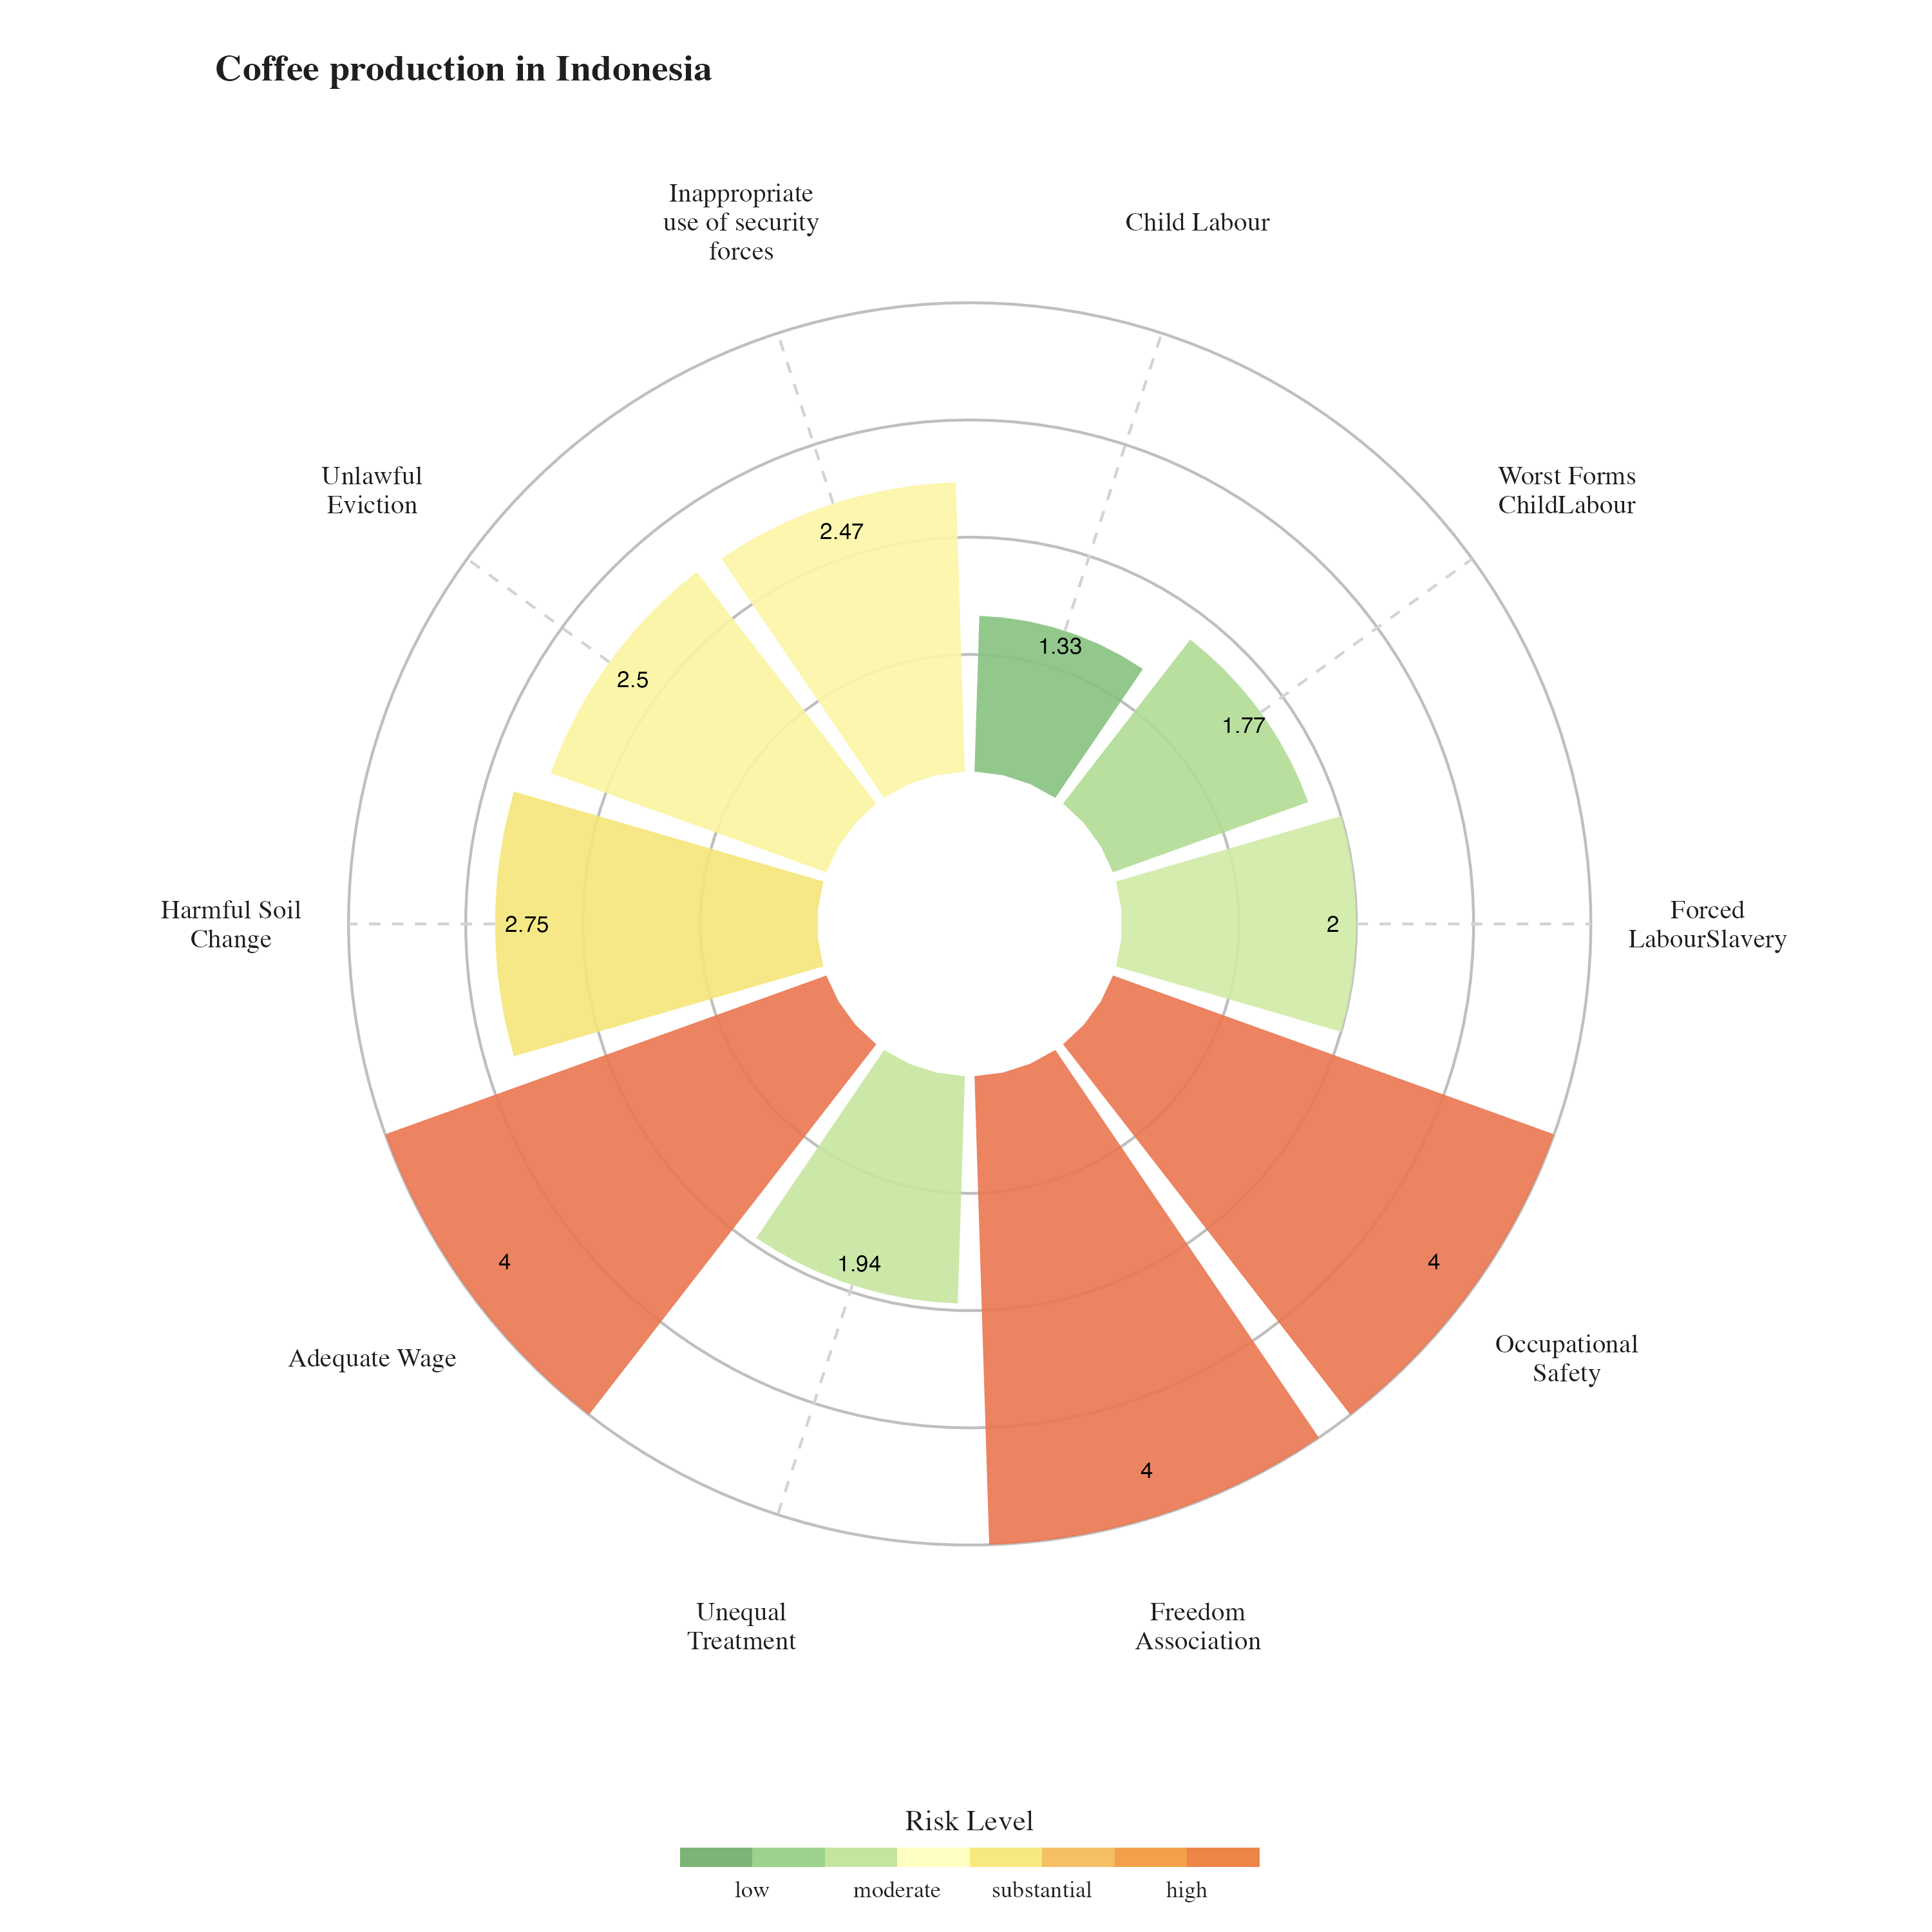 Coffee production in Indonesia
Inappropriate
use of security
forces
Child Labour
Unlawful
Eviction
Worst Forms
ChildLabour
2.47
1.33
2.5
1.77
Harmful Soil
Change
2.75
2
Forced
LabourSlavery
4
1.94
4
Adequate Wage
Occupational
Safety
4
Unequal
Treatment
Freedom
Association
Risk Level
low moderate substantial high